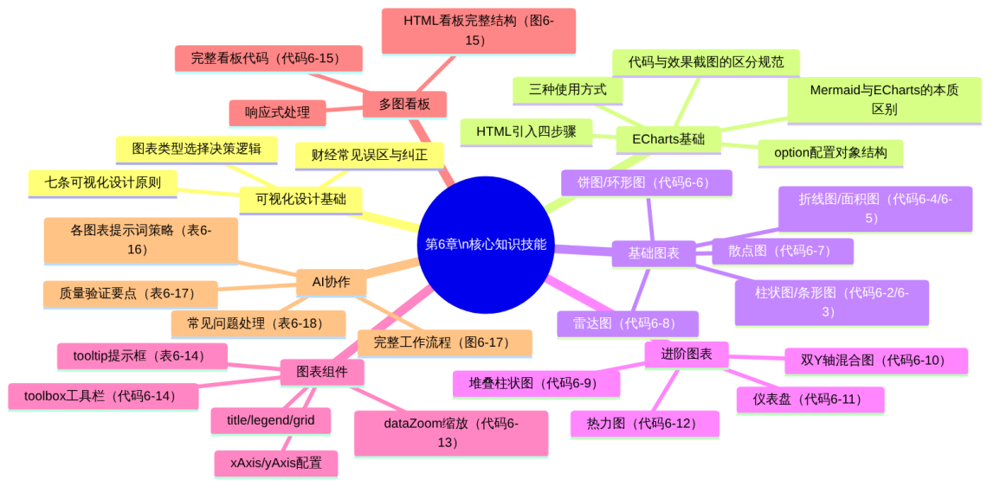 HTML看板完整结构（图6-
15）
完整看板代码（代码6-15）
响应式处理
多图看板
代码与效果截图的区分规范
三种使用方式
Mermaid与ECharts的本质
区别
HTML引入四步骤
ECharts基础
option配置对象结构
图表类型选择决策逻辑
财经常见误区与纠正
七条可视化设计原则
可视化设计基础
饼图/环形图（代码6-6）
折线图/面积图（代码6-4/6-
5）
基础图表
散点图（代码6-7）
柱状图/条形图（代码6-2/6-
3）
雷达图（代码6-8）
第6章\n核心知识技能
各图表提示词策略（表6-
16）
AI协作
质量验证要点（表6-17）
常见问题处理（表6-18）
完整工作流程（图6-17）
进阶图表
双Y轴混合图（代码6-10）
堆叠柱状图（代码6-9）
仪表盘（代码6-11）
热力图（代码6-12）
tooltip提示框（表6-14）
图表组件
toolbox工具栏（代码6-14）
title/legend/grid
dataZoom缩放（代码6-
13）
xAxis/yAxis配置